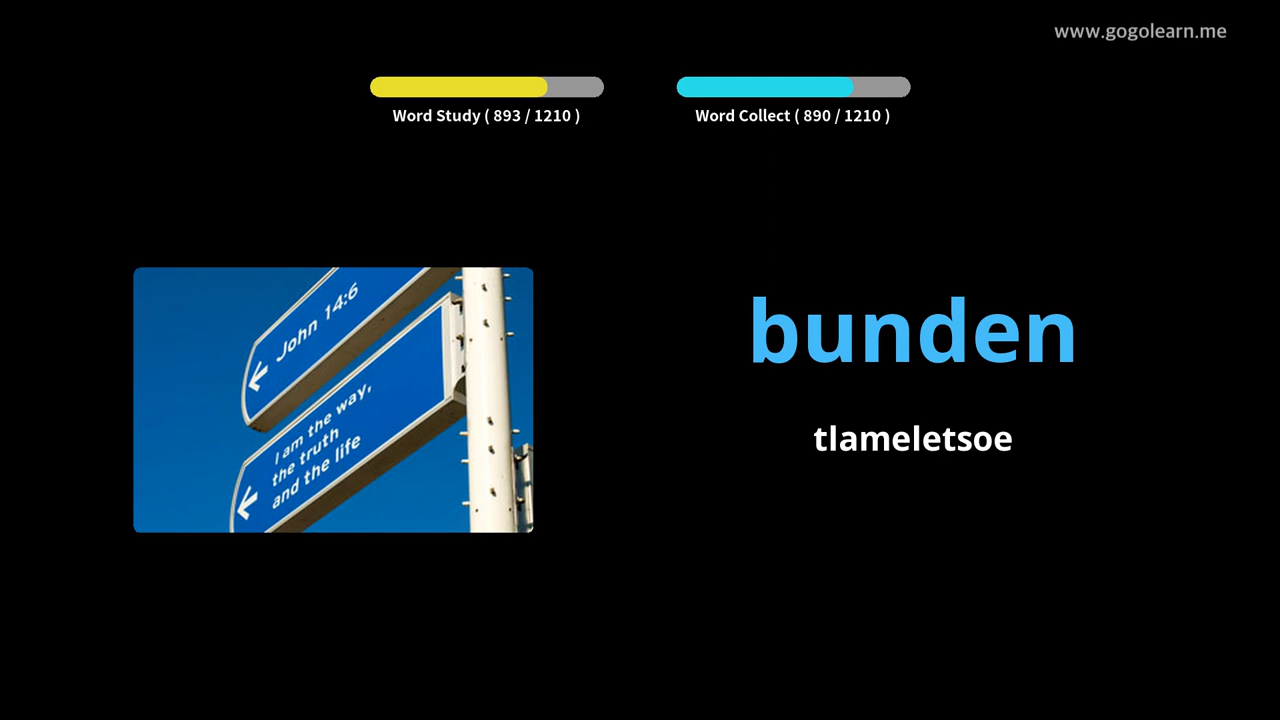 www.gogolearn.me
Word Study ( 893 / 1210 )
Word Collect ( 890 / 1210 )
John 14:6
I am the way,
the truth
and the life
bunden
tlameletsoe